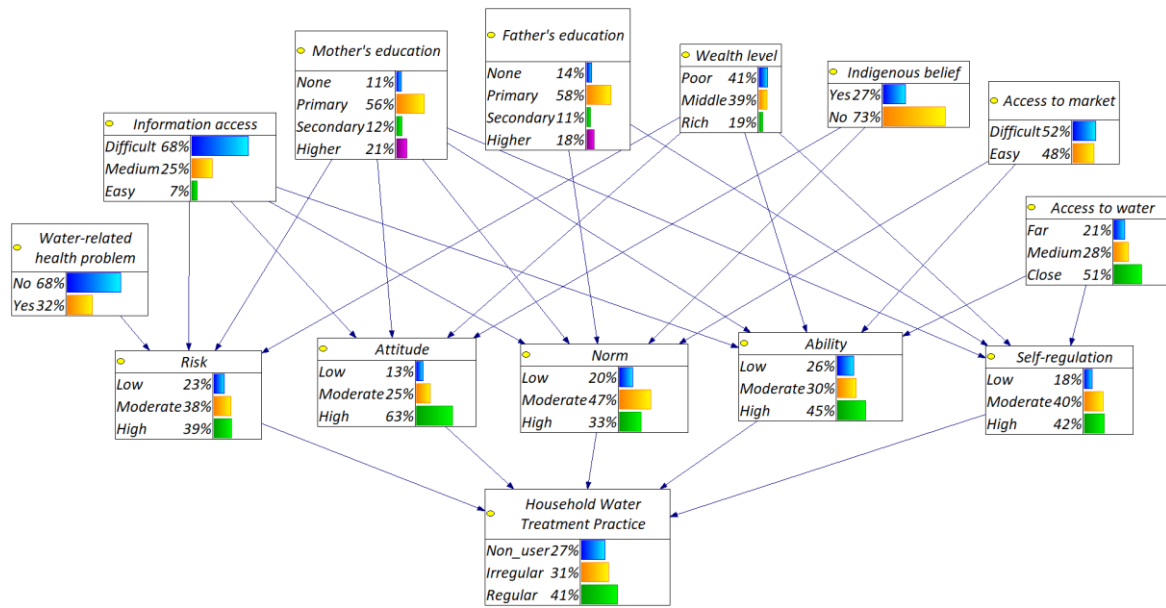 Mother's education
None 11%
Primary 56%
Secondary 12%
Higher 21%
Father's education
None 14%
Primary 58%
Secondary 11%
Higher 18%
Wealth level
Poor 41%
Middle 39%
Rich 19%
Indigenous belief
Yes 27%
No 73%
Access to market
Difficult 52%
Easy 48%
Information access
Difficult 68%
Medium 25%
Easy 7%
Access to water
Far 21%
Medium 28%
Close 51%
Water-related
health problem
No 68%
Yes 32%
Risk
Low 23%
Moderate 38%
High 39%
Attitude
Low 13%
Moderate 25%
High 63%
Norm
Low 20%
Moderate 47%
High 33%
Ability
Low 26%
Moderate 30%
High 45%
Self-regulation
Low 18%
Moderate 40%
High 42%
Household Water
Treatment Practice
Non_user 27%
Irregular 31%
Regular 41%